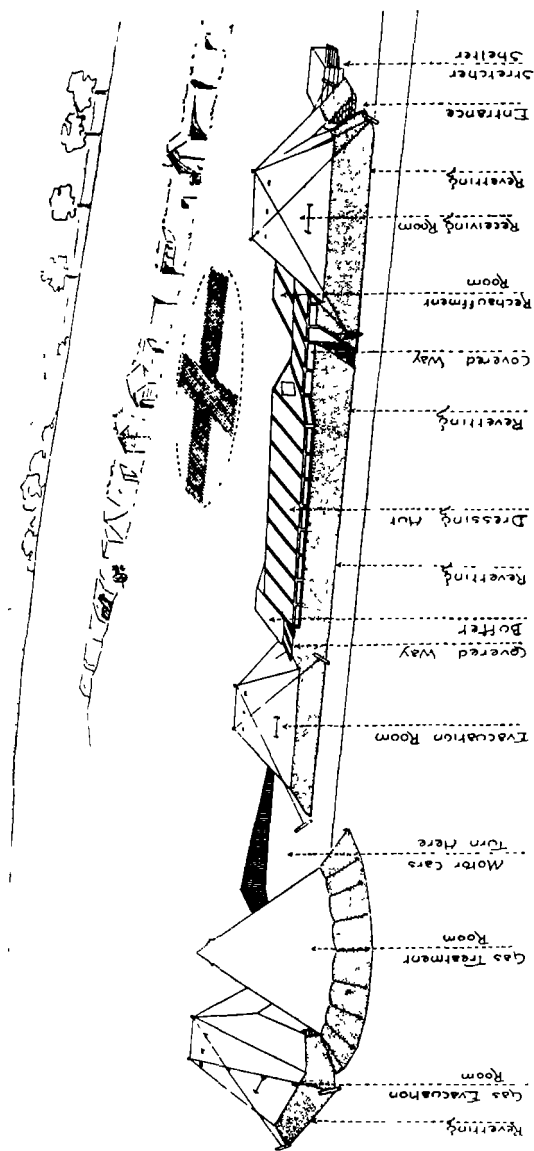 Revetting
Gas Evacuation
Room
Gas Treatment
Room
Motor Cars
Turn Here
Evacuation Room
Covered Way
Buffer
Revetting
Dressing Hut
Revetting
Covered Way
Rechauffment
Room
Receiving Room
Revetting
Entrance
Stretcher
Shelter